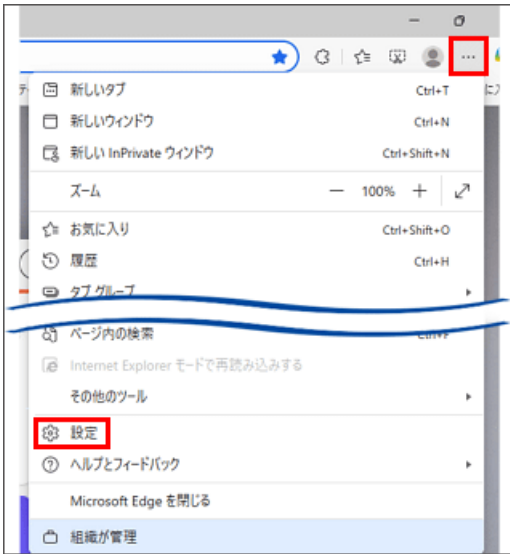 新しいタブ Ctrl+T
新しいウィンドウ Ctrl+N
新しい InPrivate ウィンドウ Ctrl+Shift+N
ズーム — 100% +
お気に入り Ctrl+Shift+O
履歴 Ctrl+H
タブ グループ
ページ内の検索 Ctrl+F
Internet Explorer モードで再読み込みする
その他のツール
設定
ヘルプとフィードバック
Microsoft Edge を閉じる
組織が管理